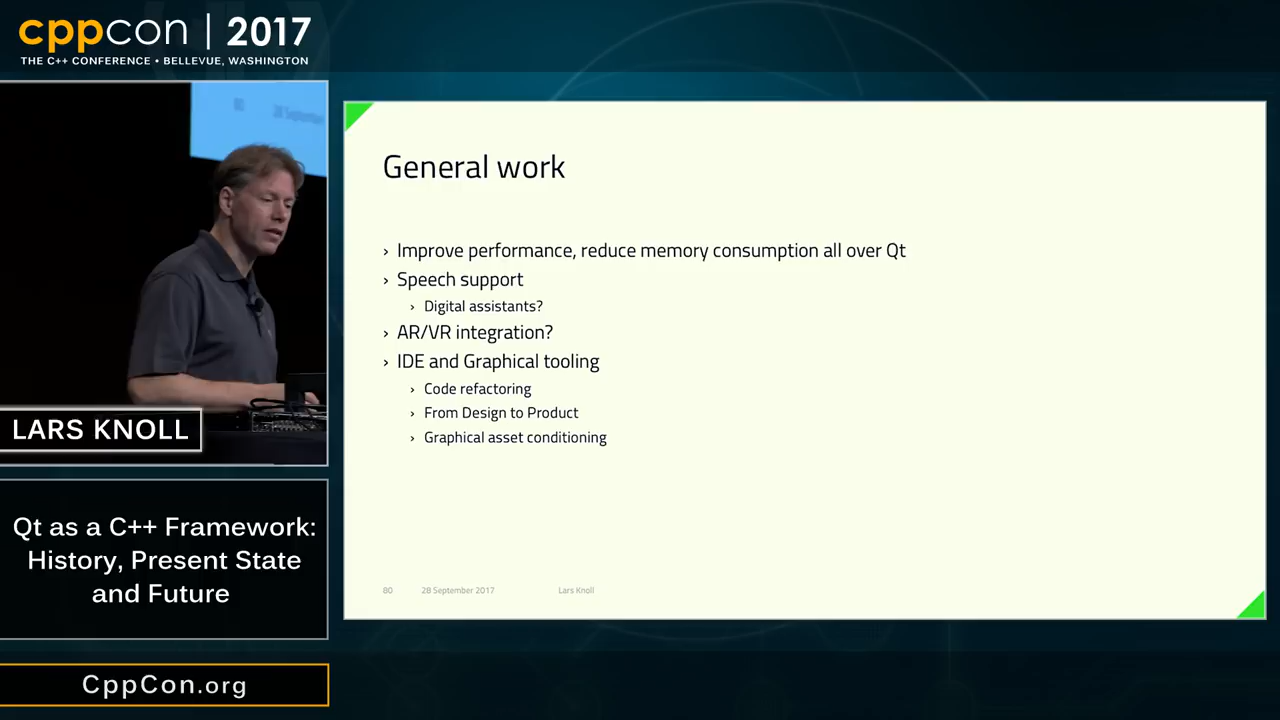 cppcon | 2017
THE C++ CONFERENCE • BELLEVUE, WASHINGTON
LARS KNOLL
Qt as a C++ Framework:
History, Present State
and Future
CppCon.org
General work
› Improve performance, reduce memory consumption all over Qt
› Speech support
› Digital assistants?
› AR/VR integration?
› IDE and Graphical tooling
› Code refactoring
› From Design to Product
› Graphical asset conditioning
80 28 September 2017 Lars Knoll